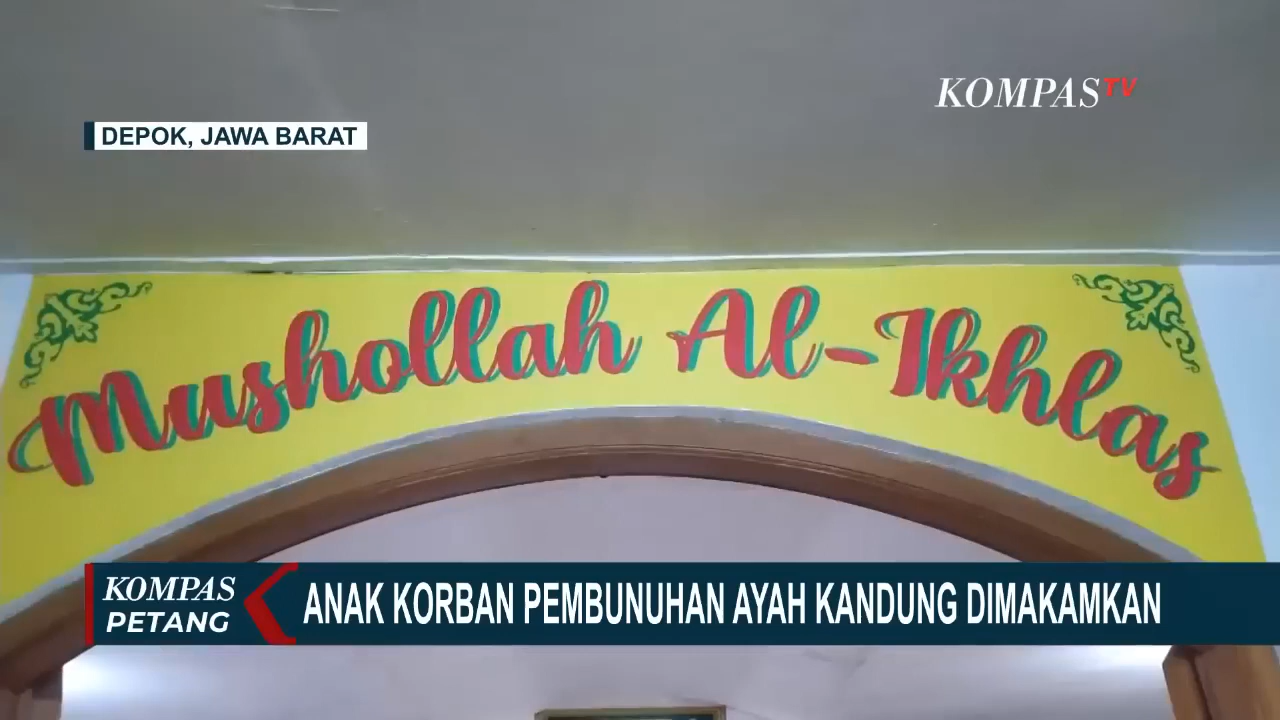 KOMPASTV
DEPOK, JAWA BARAT
Mushollah Al-Ikhlas
KOMPAS PETANG
ANAK KORBAN PEMBUNUHAN AYAH KANDUNG DIMAKAMKAN